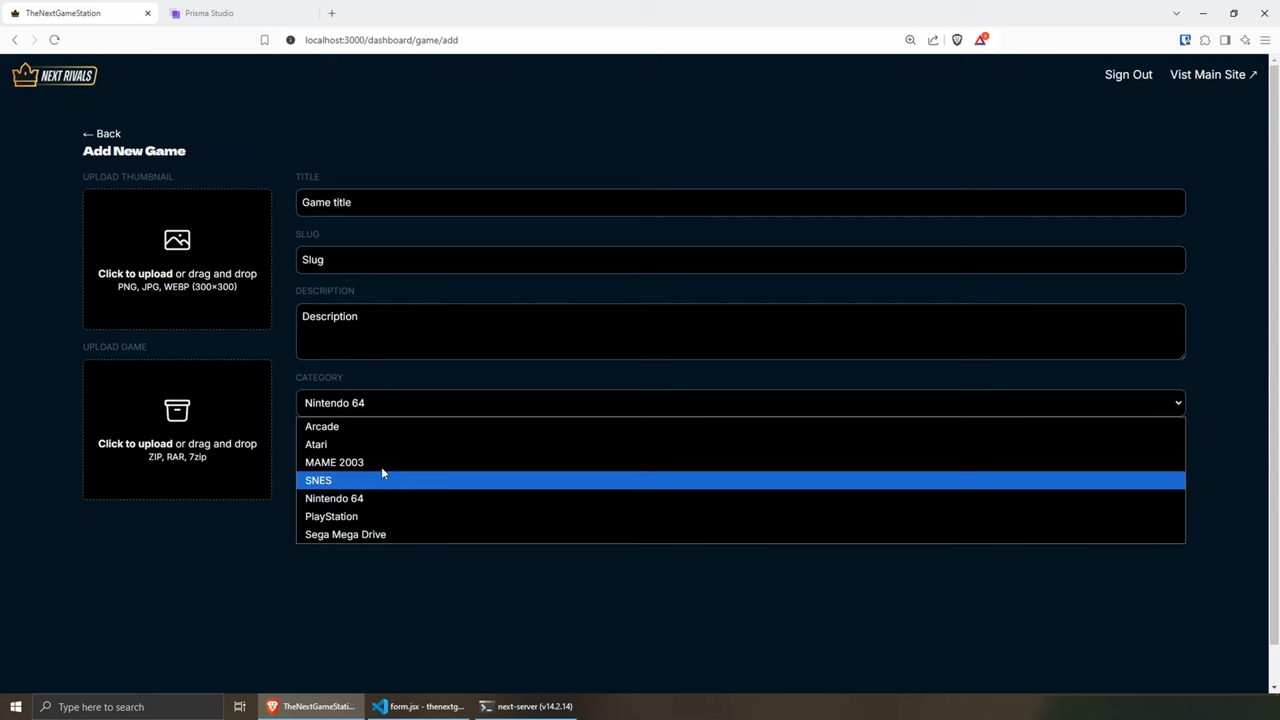 TheNextGameStation
Prisma Studio
localhost:3000/dashboard/game/add
NEXT RIVALS
Sign Out
Vist Main Site ↗
← Back
Add New Game
UPLOAD THUMBNAIL
Click to upload or drag and drop
PNG, JPG, WEBP (300×300)
UPLOAD GAME
Click to upload or drag and drop
ZIP, RAR, 7zip
TITLE
Game title
SLUG
Slug
DESCRIPTION
Description
CATEGORY
Nintendo 64
Arcade
Atari
MAME 2003
SNES
Nintendo 64
PlayStation
Sega Mega Drive
Type here to search
TheNextGameStati...
form.jsx - thenextg...
next-server (v14.2.14)